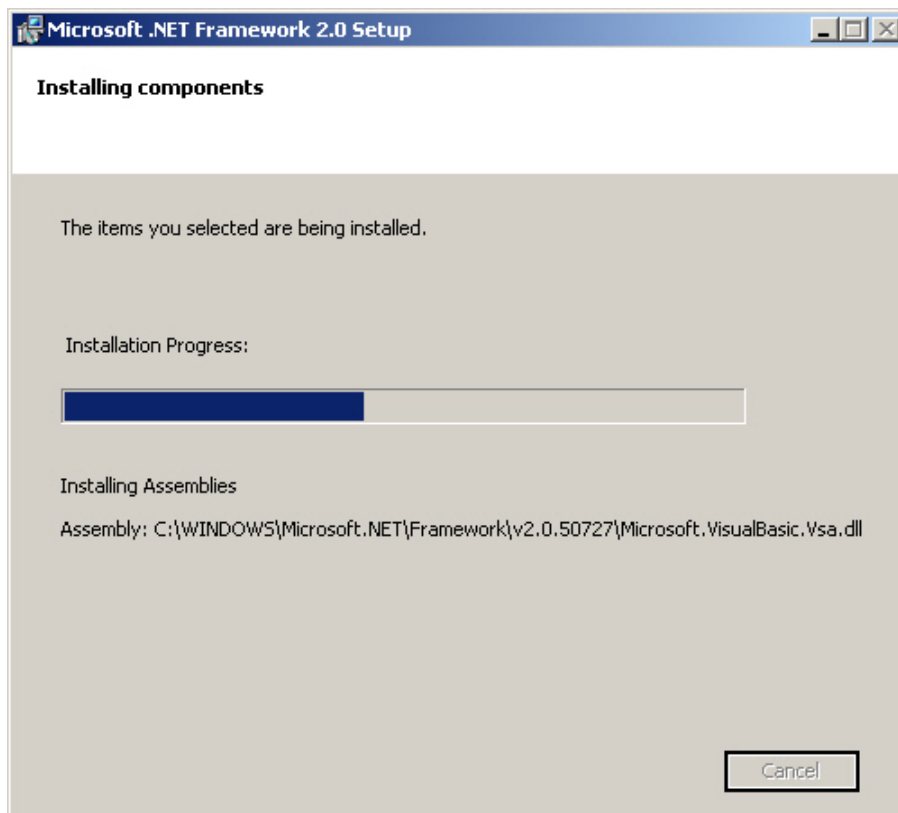 Microsoft .NET Framework 2.0 Setup
Installing components
The items you selected are being installed.
Installation Progress:
Installing Assemblies
Assembly: C:\WINDOWS\Microsoft.NET\Framework\v2.0.50727\Microsoft.VisualBasic.Vsa.dll
Cancel